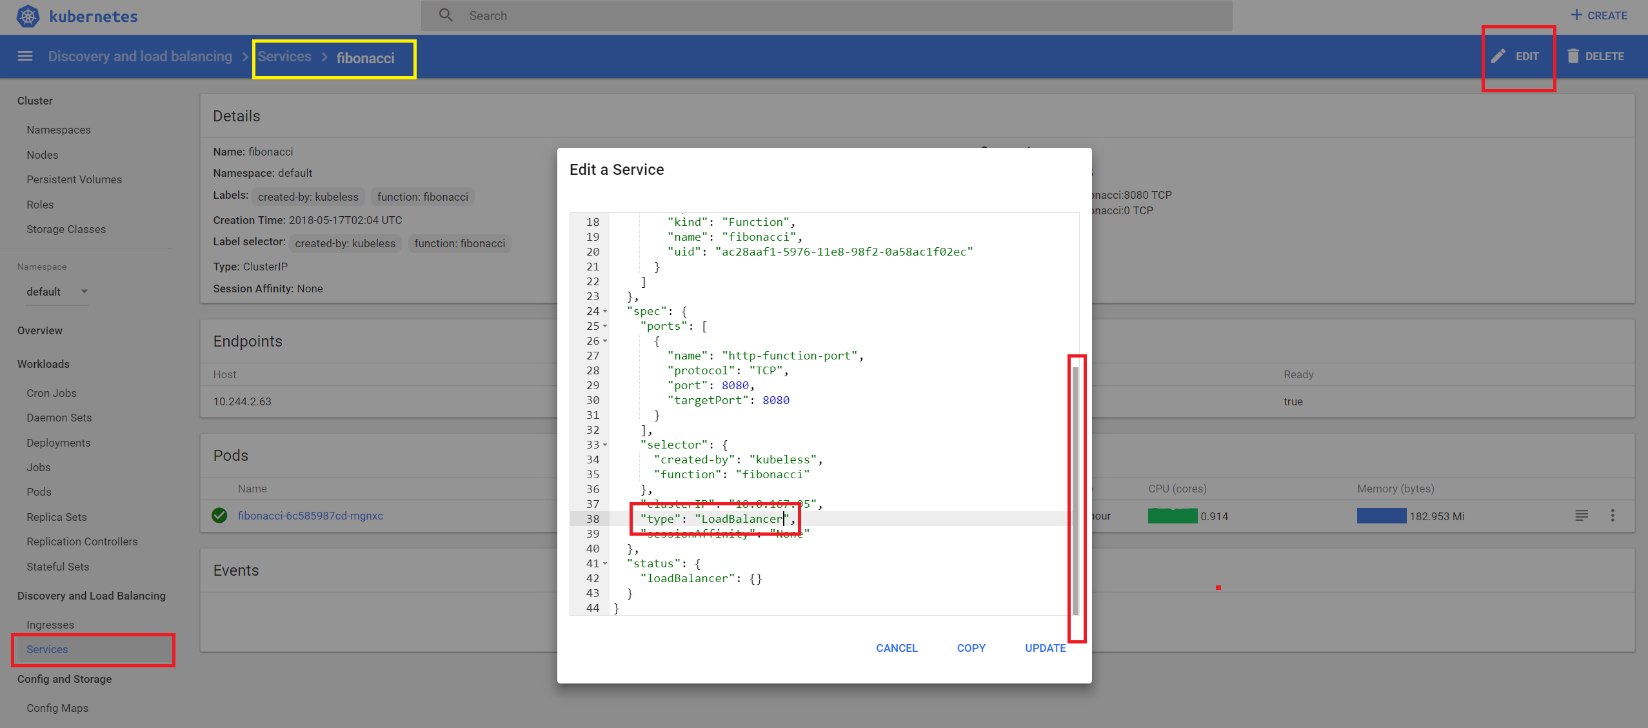 kubernetes
Search
CREATE
Discovery and load balancing > Services > fibonacci
EDIT
DELETE
Cluster
Namespaces
Nodes
Persistent Volumes
Roles
Storage Classes
Namespace
default
Overview
Workloads
Cron Jobs
Daemon Sets
Deployments
Jobs
Pods
Replica Sets
Replication Controllers
Stateful Sets
Discovery and Load Balancing
Ingresses
Services
Config and Storage
Config Maps
Details
Name: fibonacci
Namespace: default
Labels: created-by: kubeless function: fibonacci
Creation Time: 2018-05-17T02:04 UTC
Label selector: created-by: kubeless function: fibonacci
Type: ClusterIP
Session Affinity: None
onacci:8080 TCP
onacci:0 TCP
Endpoints
Host
Ready
10.244.2.63
true
Pods
Name
CPU (cores)
Memory (bytes)
fibonacci-6c585987cd-mgnxc
hour
0.914
182.953 Mi
Events
Edit a Service
18 "kind": "Function",
19 "name": "fibonacci",
20 "uid": "ac28aaf1-5976-11e8-98f2-0a58ac1f02ec"
21 }
22 ]
23 },
24 "spec": {
25 "ports": [
26 {
27 "name": "http-function-port",
28 "protocol": "TCP",
29 "port": 8080,
30 "targetPort": 8080
31 }
32 ],
33 "selector": {
34 "created-by": "kubeless",
35 "function": "fibonacci"
36 },
37 "clusterIP": "10.0.167.95",
38 "type": "LoadBalancer",
39 "sessionAffinity": "None"
40 },
41 "status": {
42 "loadBalancer": {}
43 }
44 }
CANCEL
COPY
UPDATE